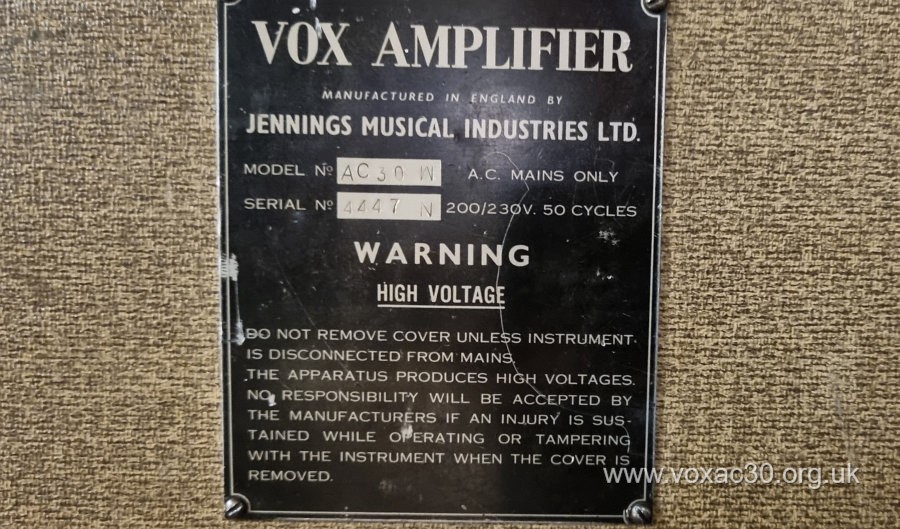 VOX AMPLIFIER
MANUFACTURED IN ENGLAND BY
JENNINGS MUSICAL INDUSTRIES LTD.
MODEL Nº AC30 N A.C. MAINS ONLY
SERIAL Nº 4447 N 200/230V. 50 CYCLES
WARNING
HIGH VOLTAGE
DO NOT REMOVE COVER UNLESS INSTRUMENT
IS DISCONNECTED FROM MAINS.
THE APPARATUS PRODUCES HIGH VOLTAGES.
NO RESPONSIBILITY WILL BE ACCEPTED BY
THE MANUFACTURERS IF AN INJURY IS SUS-
TAINED WHILE OPERATING OR TAMPERING
WITH THE INSTRUMENT WHEN THE COVER IS
REMOVED.
www.voxac30.org.uk